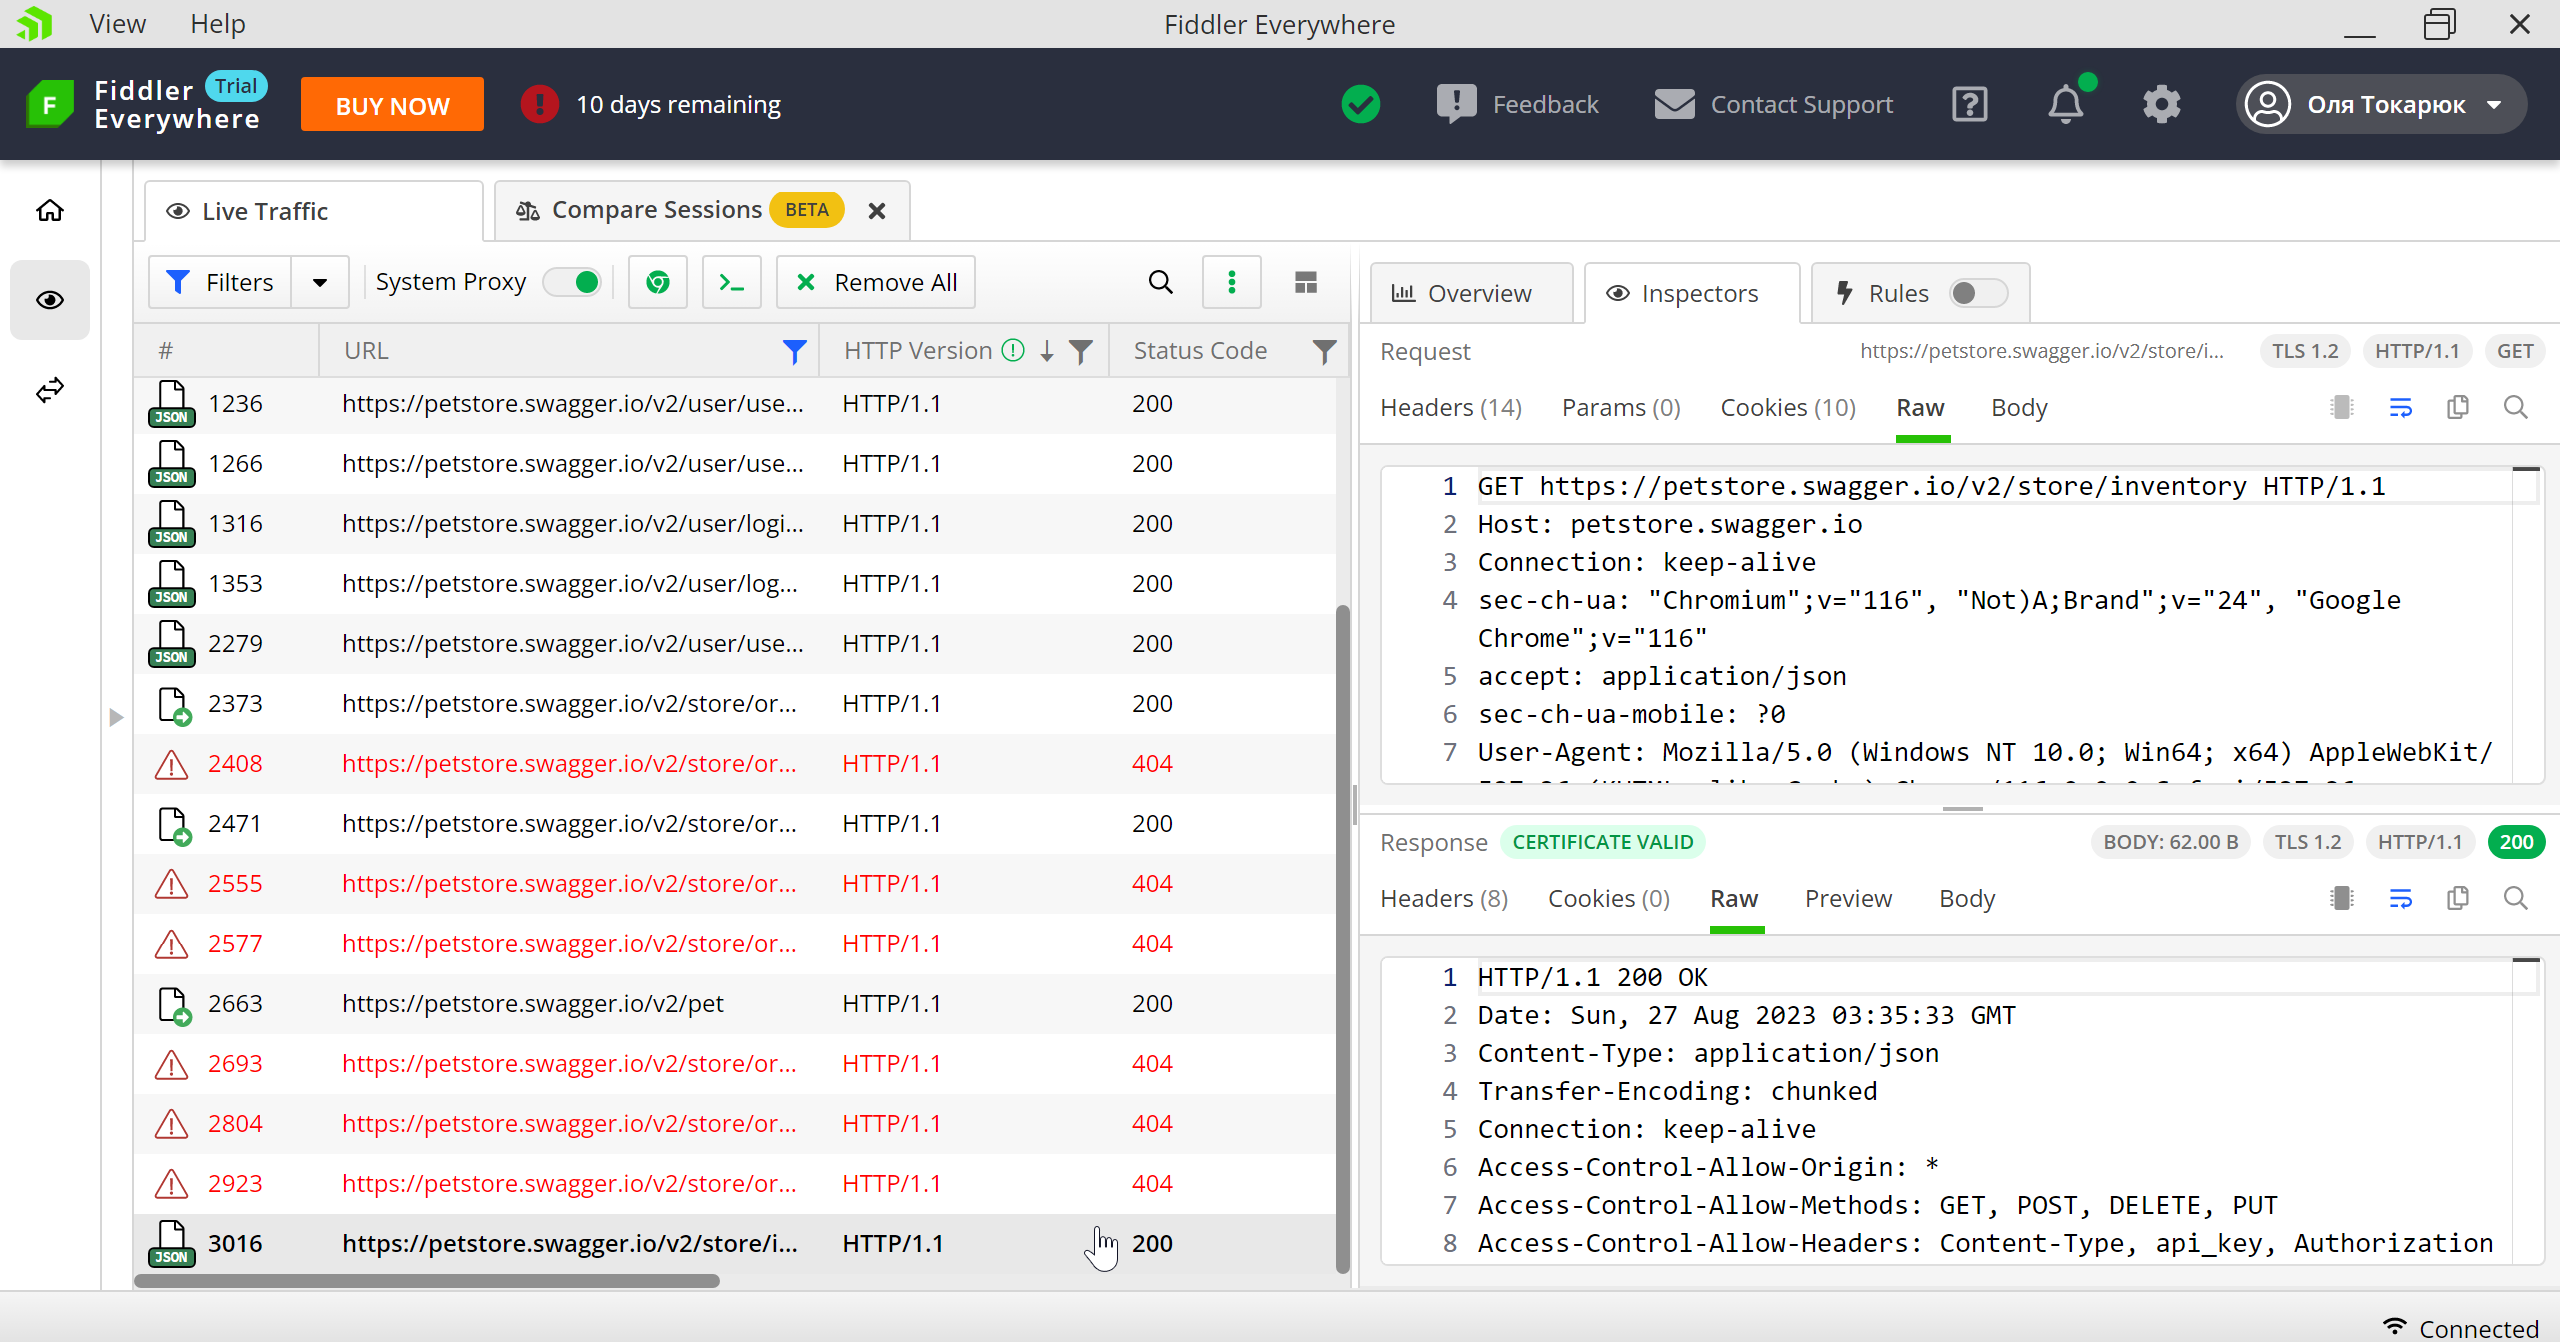 View Help Fiddler Everywhere
Fiddler Everywhere Trial BUY NOW 10 days remaining Feedback Contact Support Оля Токарюк
Live Traffic Compare Sessions BETA
Filters System Proxy Remove All
# URL HTTP Version Status Code
JSON 1236 https://petstore.swagger.io/v2/user/use... HTTP/1.1 200
JSON 1266 https://petstore.swagger.io/v2/user/use... HTTP/1.1 200
JSON 1316 https://petstore.swagger.io/v2/user/logi... HTTP/1.1 200
JSON 1353 https://petstore.swagger.io/v2/user/log... HTTP/1.1 200
JSON 2279 https://petstore.swagger.io/v2/user/use... HTTP/1.1 200
2373 https://petstore.swagger.io/v2/store/or... HTTP/1.1 200
2408 https://petstore.swagger.io/v2/store/or... HTTP/1.1 404
2471 https://petstore.swagger.io/v2/store/or... HTTP/1.1 200
2555 https://petstore.swagger.io/v2/store/or... HTTP/1.1 404
2577 https://petstore.swagger.io/v2/store/or... HTTP/1.1 404
2663 https://petstore.swagger.io/v2/pet HTTP/1.1 200
2693 https://petstore.swagger.io/v2/store/or... HTTP/1.1 404
2804 https://petstore.swagger.io/v2/store/or... HTTP/1.1 404
2923 https://petstore.swagger.io/v2/store/or... HTTP/1.1 404
JSON 3016 https://petstore.swagger.io/v2/store/i... HTTP/1.1 200
Overview Inspectors Rules
Request https://petstore.swagger.io/v2/store/i... TLS 1.2 HTTP/1.1 GET
Headers (14) Params (0) Cookies (10) Raw Body
1 GET https://petstore.swagger.io/v2/store/inventory HTTP/1.1
2 Host: petstore.swagger.io
3 Connection: keep-alive
4 sec-ch-ua: "Chromium";v="116", "Not)A;Brand";v="24", "Google
Chrome";v="116"
5 accept: application/json
6 sec-ch-ua-mobile: ?0
7 User-Agent: Mozilla/5.0 (Windows NT 10.0; Win64; x64) AppleWebKit/
Response CERTIFICATE VALID BODY: 62.00 B TLS 1.2 HTTP/1.1 200
Headers (8) Cookies (0) Raw Preview Body
1 HTTP/1.1 200 OK
2 Date: Sun, 27 Aug 2023 03:35:33 GMT
3 Content-Type: application/json
4 Transfer-Encoding: chunked
5 Connection: keep-alive
6 Access-Control-Allow-Origin: *
7 Access-Control-Allow-Methods: GET, POST, DELETE, PUT
8 Access-Control-Allow-Headers: Content-Type, api_key, Authorization
Connected